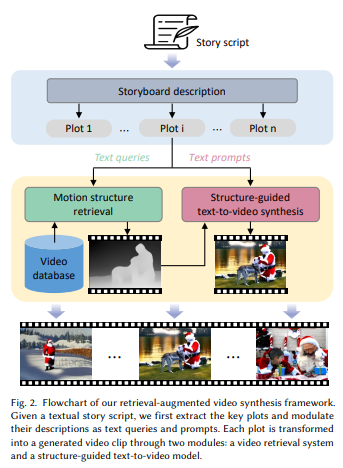 Story script
Storyboard description
Plot 1 ... Plot i ... Plot n
Text queries Text prompts
Motion structure
retrieval
Structure-guided
text-to-video synthesis
Video
database
... ...
Fig. 2. Flowchart of our retrieval-augmented video synthesis framework.
Given a textual story script, we first extract the key plots and modulate
their descriptions as text queries and prompts. Each plot is transformed
into a generated video clip through two modules: a video retrieval system
and a structure-guided text-to-video model.